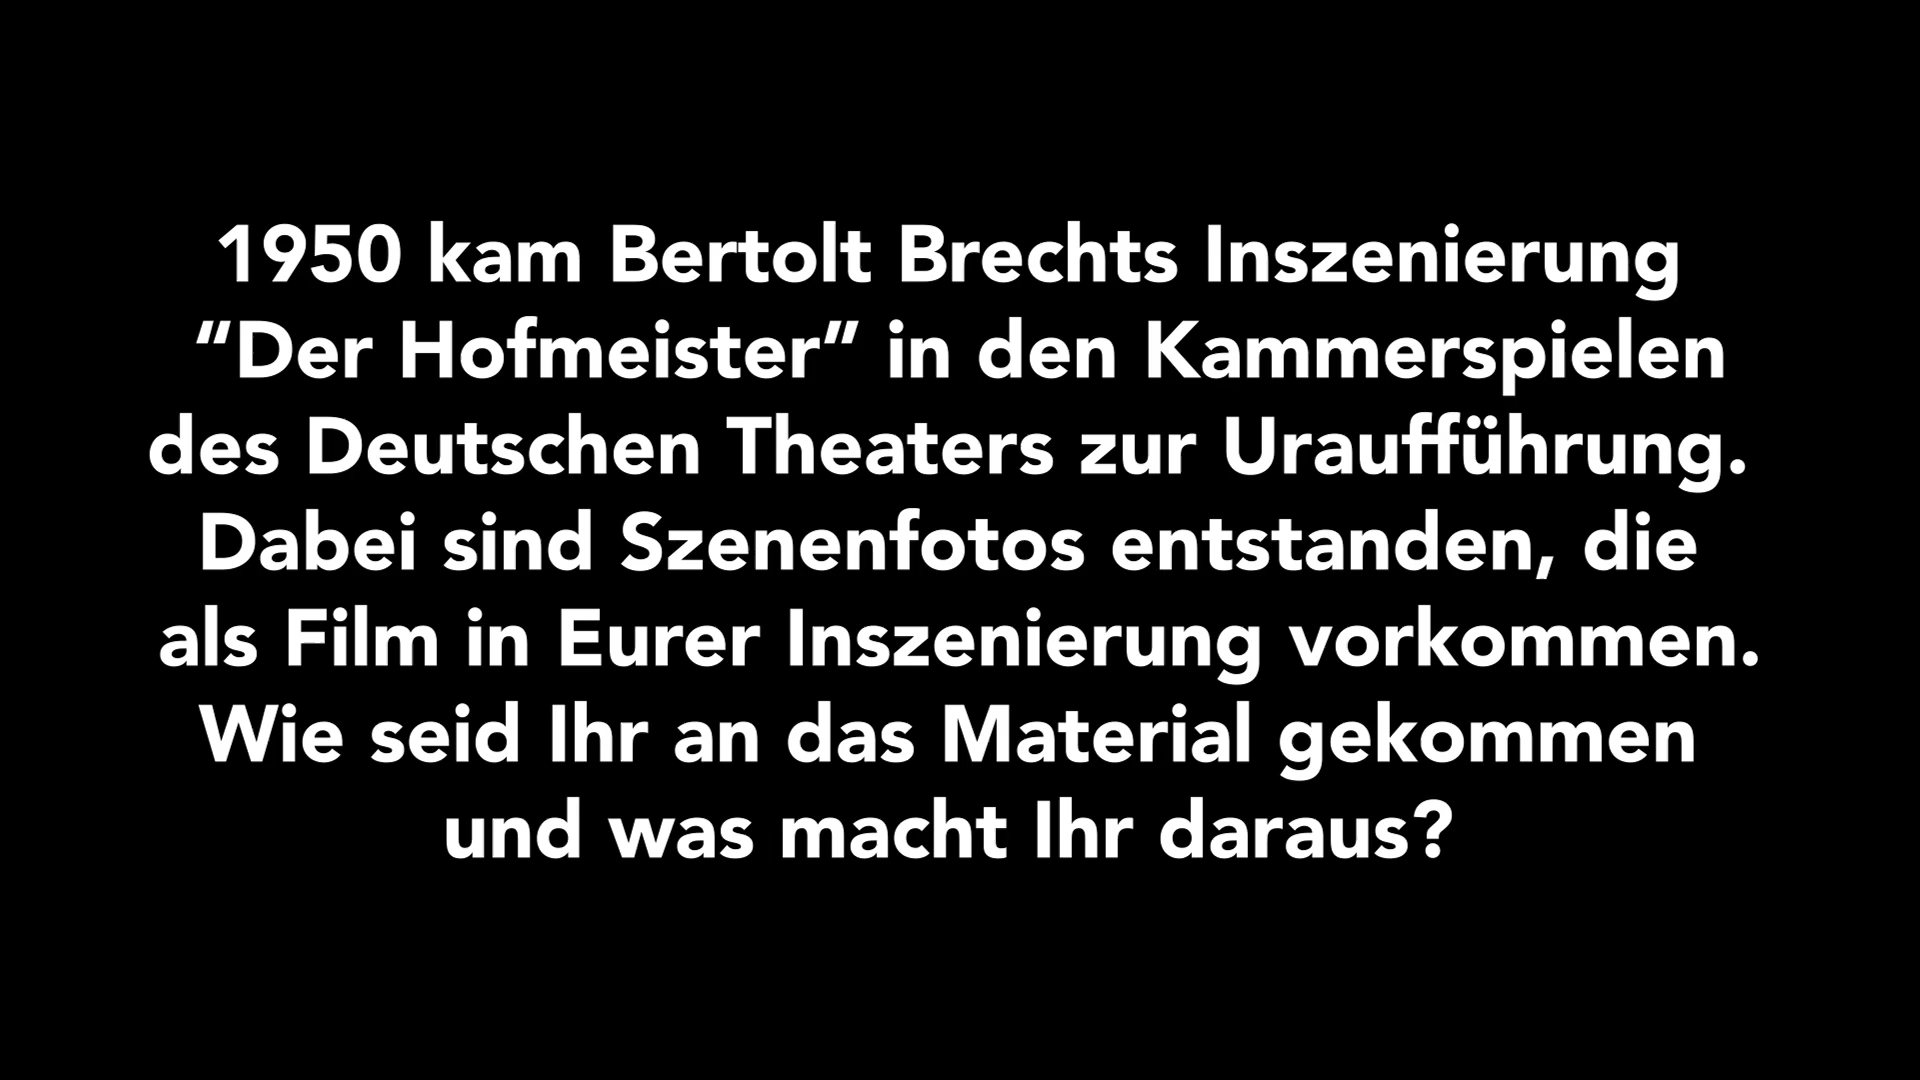 1950 kam Bertolt Brechts Inszenierung
“Der Hofmeister” in den Kammerspielen
des Deutschen Theaters zur Uraufführung.
Dabei sind Szenenfotos entstanden, die
als Film in Eurer Inszenierung vorkommen.
Wie seid Ihr an das Material gekommen
und was macht Ihr daraus?